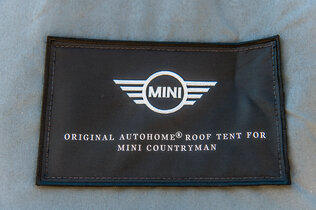 MINI
ORIGINAL AUTOHOME® ROOF TENT FOR
MINI COUNTRYMAN